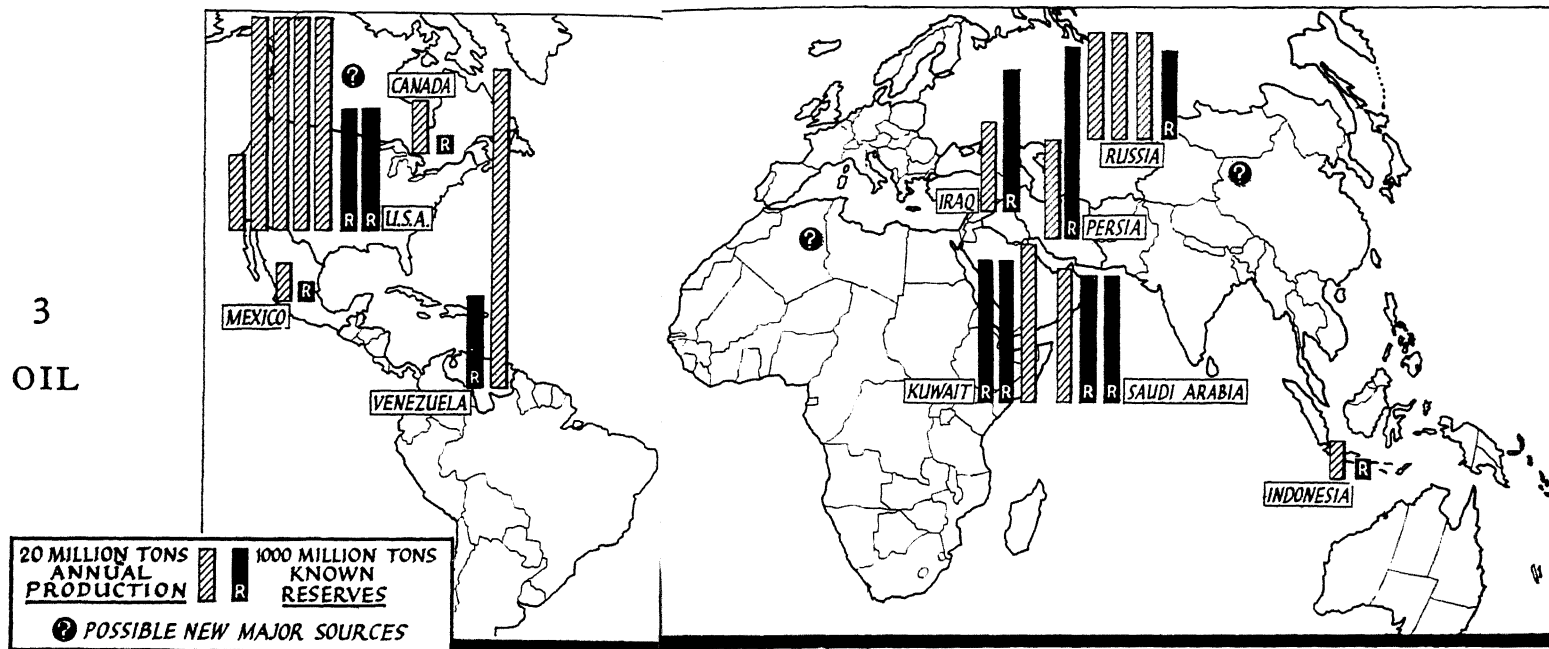 3
OIL
?
CANADA
R
R R
U.S.A.
MEXICO
R
R
VENEZUELA
?
IRAQ
R
R
PERSIA
R
RUSSIA
?
KUWAIT
R R
R R
SAUDI ARABIA
R
INDONESIA
20 MILLION TONS
ANNUAL
PRODUCTION
R
1000 MILLION TONS
KNOWN
RESERVES
? POSSIBLE NEW MAJOR SOURCES